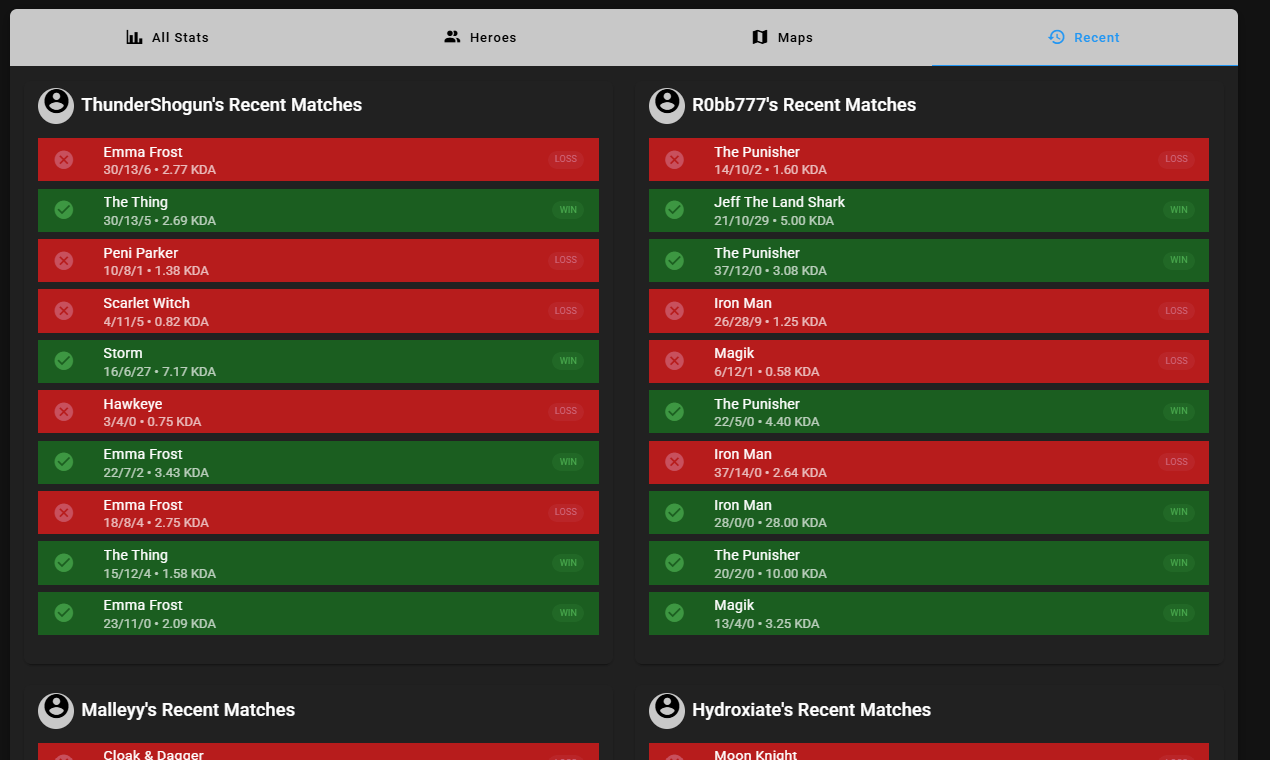 All Stats
Heroes
Maps
Recent
ThunderShogun's Recent Matches
Emma Frost
30/13/6 • 2.77 KDA
LOSS
The Thing
30/13/5 • 2.69 KDA
WIN
Peni Parker
10/8/1 • 1.38 KDA
LOSS
Scarlet Witch
4/11/5 • 0.82 KDA
LOSS
Storm
16/6/27 • 7.17 KDA
WIN
Hawkeye
3/4/0 • 0.75 KDA
LOSS
Emma Frost
22/7/2 • 3.43 KDA
WIN
Emma Frost
18/8/4 • 2.75 KDA
LOSS
The Thing
15/12/4 • 1.58 KDA
WIN
Emma Frost
23/11/0 • 2.09 KDA
WIN
R0bb777's Recent Matches
The Punisher
14/10/2 • 1.60 KDA
LOSS
Jeff The Land Shark
21/10/29 • 5.00 KDA
WIN
The Punisher
37/12/0 • 3.08 KDA
WIN
Iron Man
26/28/9 • 1.25 KDA
LOSS
Magik
6/12/1 • 0.58 KDA
LOSS
The Punisher
22/5/0 • 4.40 KDA
WIN
Iron Man
37/14/0 • 2.64 KDA
LOSS
Iron Man
28/0/0 • 28.00 KDA
WIN
The Punisher
20/2/0 • 10.00 KDA
WIN
Magik
13/4/0 • 3.25 KDA
WIN
Malleyy's Recent Matches
Cloak & Dagger
LOSS
Hydroxiate's Recent Matches
Moon Knight
LOSS